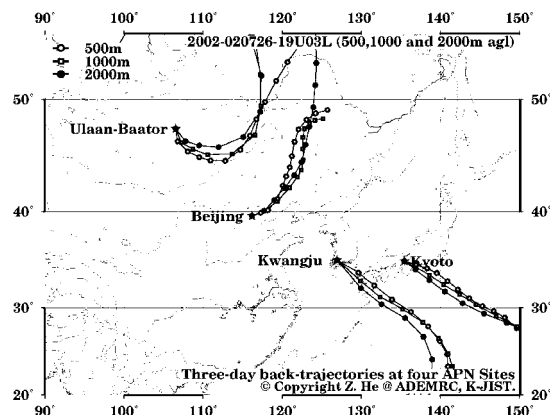 90° 100° 110° 120° 130° 140° 150°
2002-020726-19U03L (500,1000 and 2000m agl)
500m
1000m
2000m
50° 50°
Ulaan-Baator
Beijing
40° 40°
Kwangju Kyoto
30° 30°
Three-day back-trajectories at four APN Sites
© Copyright Z. He @ ADEMRC, K-JIST.
20° 20°
90° 100° 110° 120° 130° 140° 150°